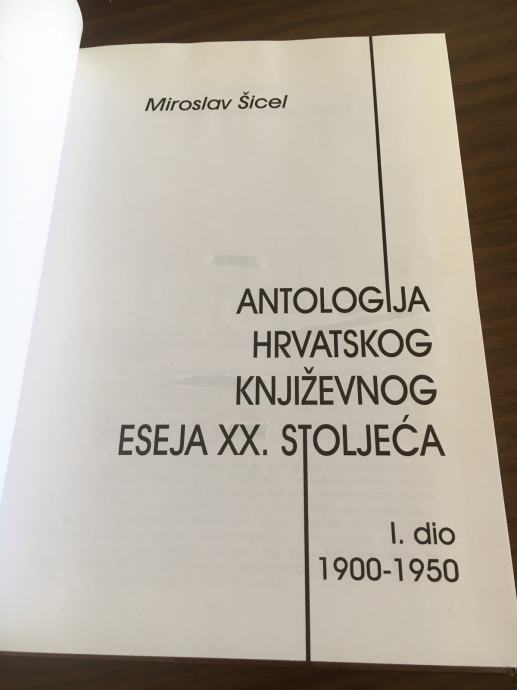 Miroslav Šicel
ANTOLOGIJA
HRVATSKOG
KNJIŽEVNOG
ESEJA XX. STOLJEĆA
I. dio
1900-1950